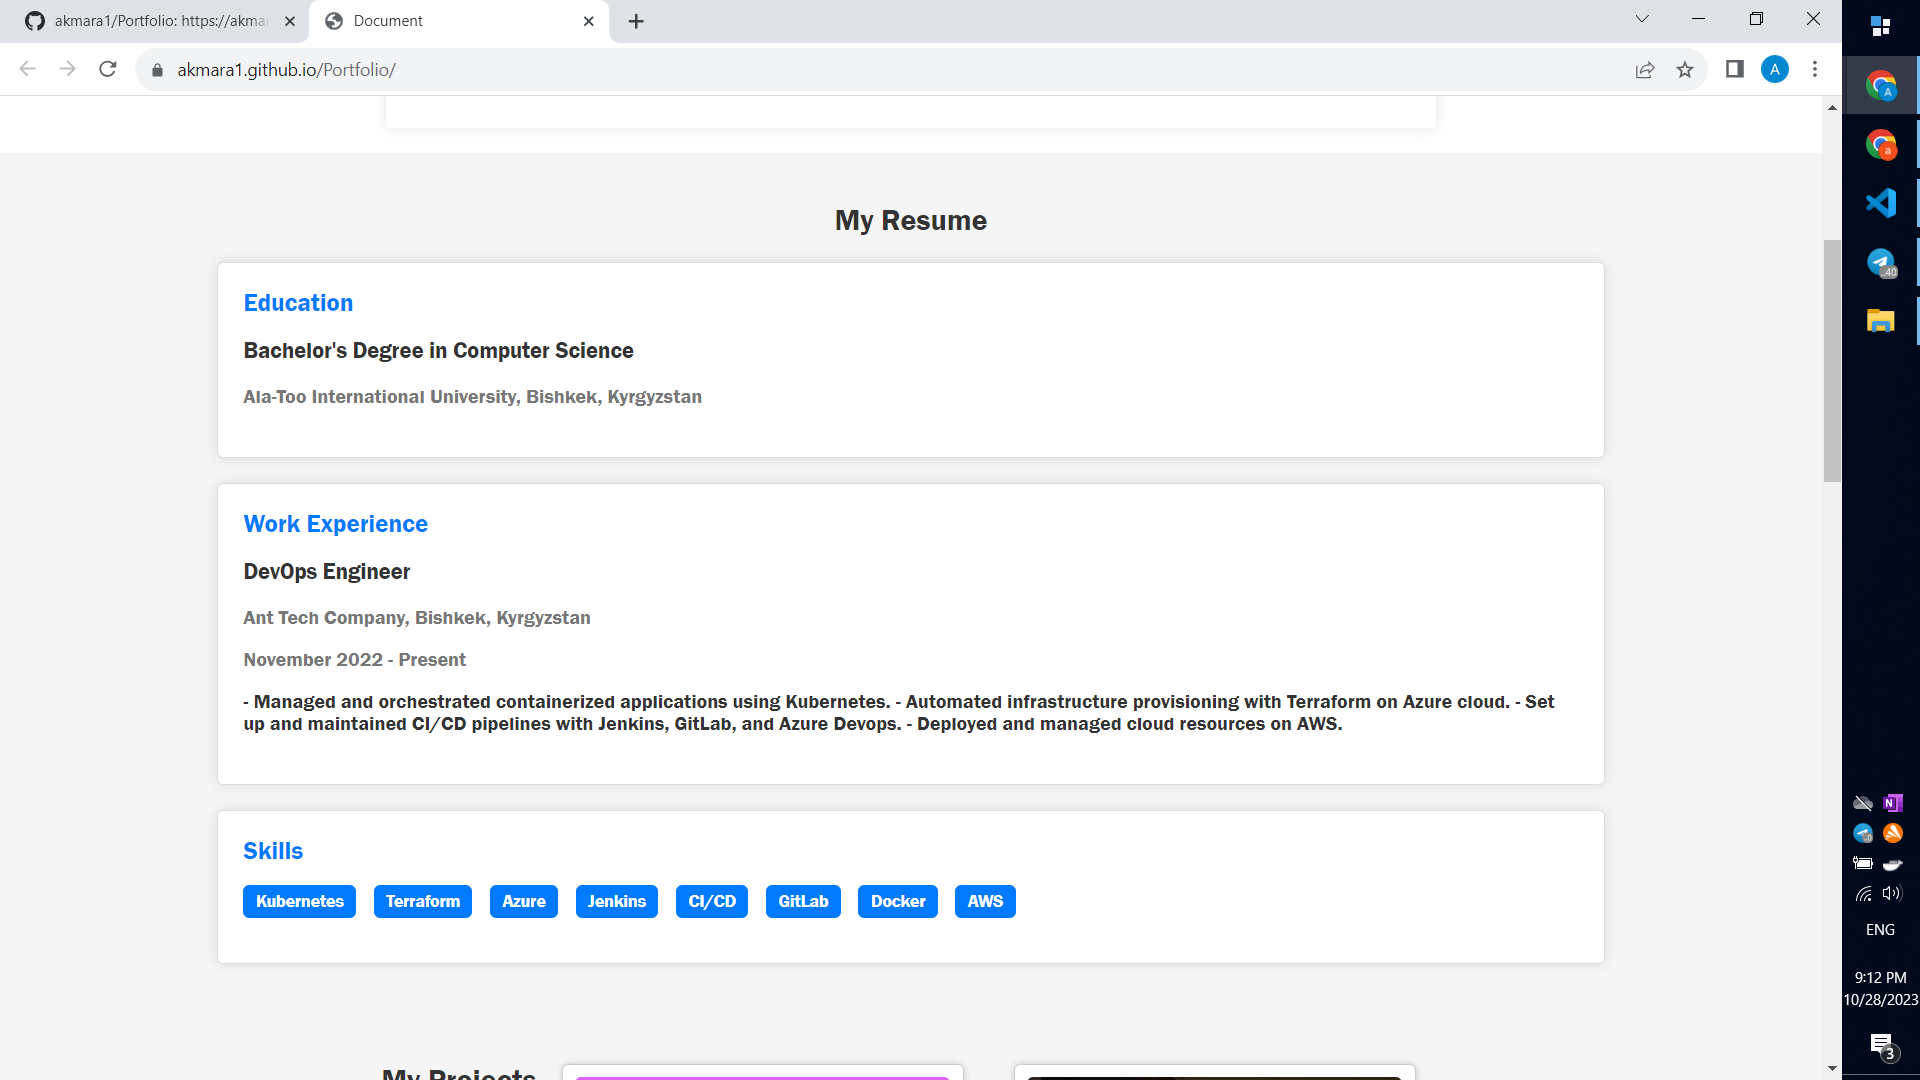 akmara1/Portfolio: https://akma
Document
akmara1.github.io/Portfolio/
A
My Resume
Education
Bachelor's Degree in Computer Science
Ala-Too International University, Bishkek, Kyrgyzstan
Work Experience
DevOps Engineer
Ant Tech Company, Bishkek, Kyrgyzstan
November 2022 - Present
- Managed and orchestrated containerized applications using Kubernetes. - Automated infrastructure provisioning with Terraform on Azure cloud. - Set
up and maintained CI/CD pipelines with Jenkins, GitLab, and Azure Devops. - Deployed and managed cloud resources on AWS.
Skills
Kubernetes Terraform Azure Jenkins CI/CD GitLab Docker AWS
My Projects
A
a
..40
N
ENG
9:12 PM
10/28/2023
3